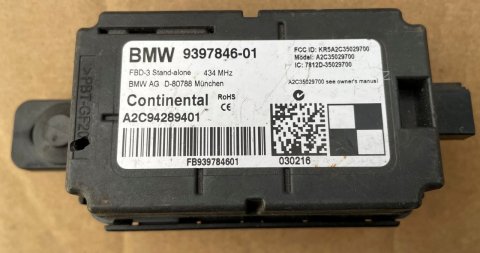 BMW 9397846-01
FBD-3 Stand-alone 434 MHz
BMW AG D-80788 München
Continental RoHS
A2C94289401 CE
FCC ID: KR5A2C35029700
Model: A2C35029700
IC: 7812D-35029700
A2C35029700 see owner's manual
FB939784601
030216